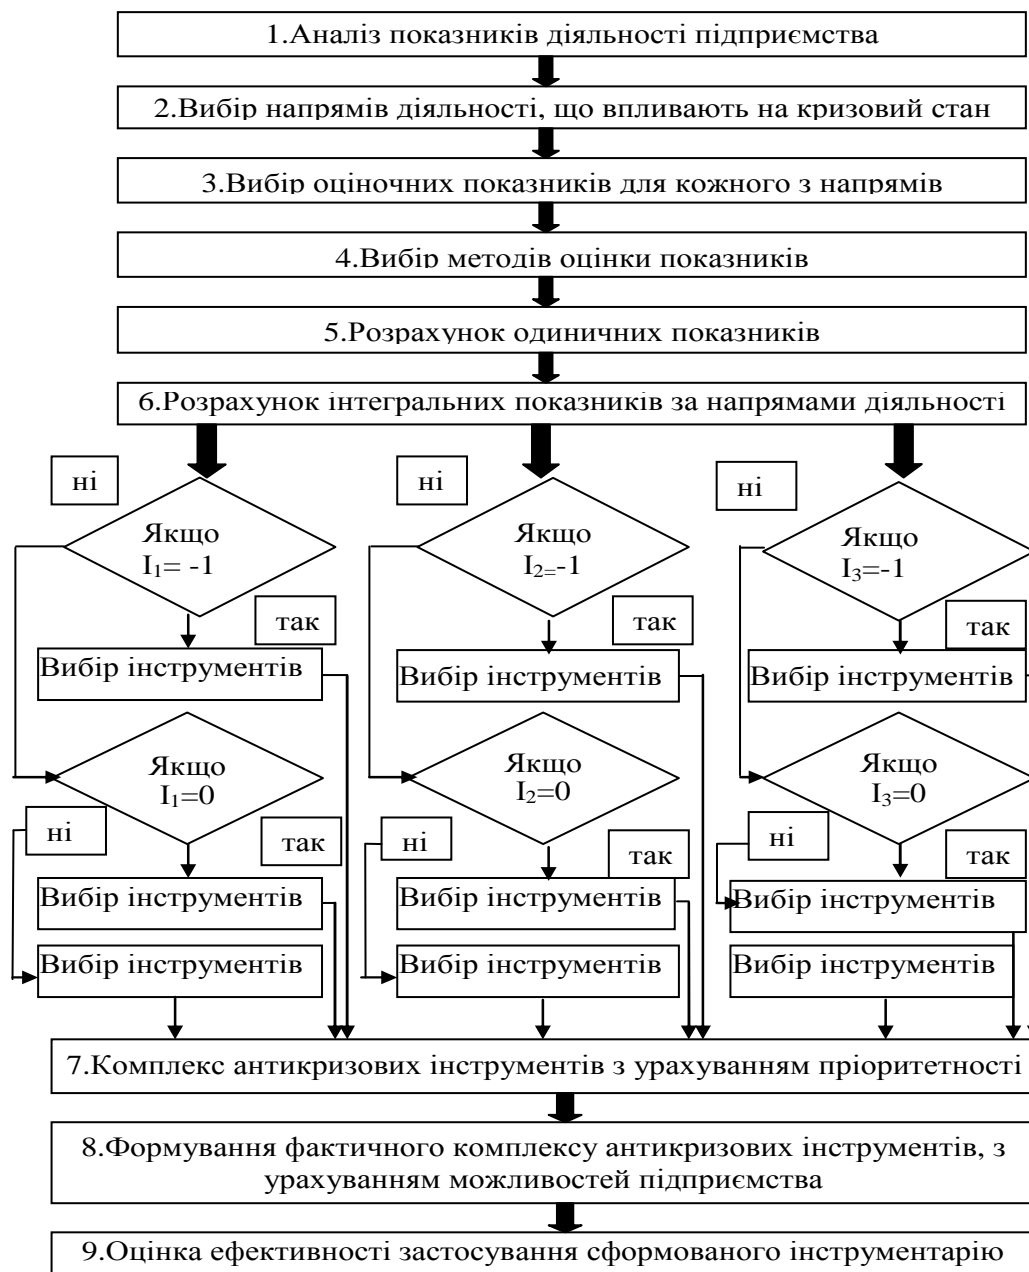 1.Аналіз показників діяльності підприємства
2.Вибір напрямів діяльності, що впливають на кризовий стан
3.Вибір оціночних показників для кожного з напрямів
4.Вибір методів оцінки показників
5.Розрахунок одиничних показників
6.Розрахунок інтегральних показників за напрямами діяльності
ні
ні
ні
Якщо
I₁= -1
Якщо
I₂=-1
Якщо
I₃=-1
так
так
так
Вибір інструментів
Вибір інструментів
Вибір інструментів
Якщо
I₁=0
Якщо
I₂=0
Якщо
I₃=0
ні
ні
ні
так
так
так
Вибір інструментів
Вибір інструментів
Вибір інструментів
Вибір інструментів
Вибір інструментів
Вибір інструментів
7.Комплекс антикризових інструментів з урахуванням пріоритетності
8.Формування фактичного комплексу антикризових інструментів, з
урахуванням можливостей підприємства
9.Оцінка ефективності застосування сформованого інструментарію